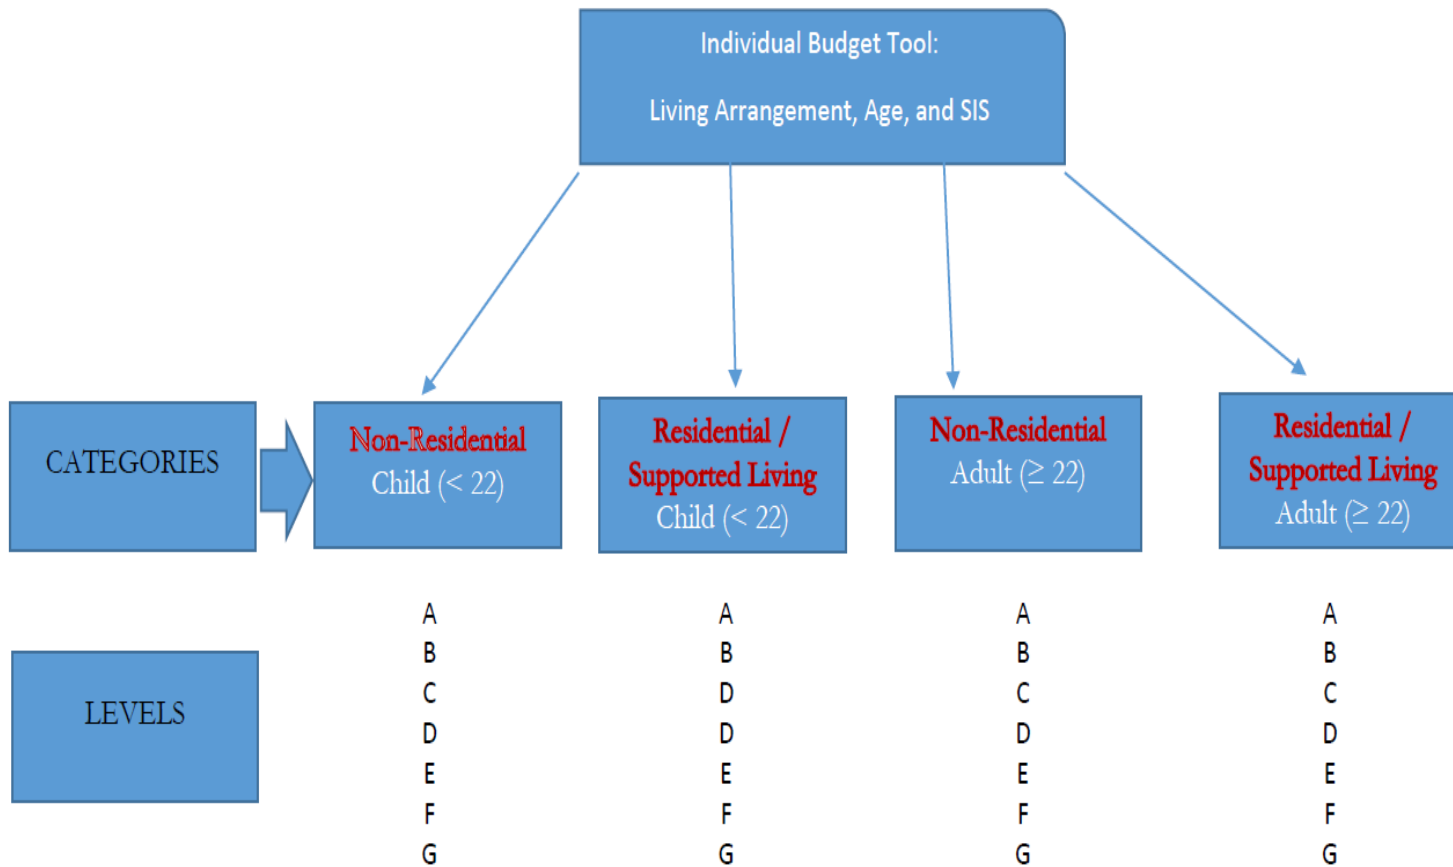 Individual Budget Tool:
Living Arrangement, Age, and SIS
CATEGORIES
Non-Residential
Child (< 22)
Residential /
Supported Living
Child (< 22)
Non-Residential
Adult (≥ 22)
Residential /
Supported Living
Adult (≥ 22)
LEVELS
A
B
C
D
E
F
G
A
B
D
D
E
F
G
A
B
C
D
E
F
G
A
B
C
D
E
F
G